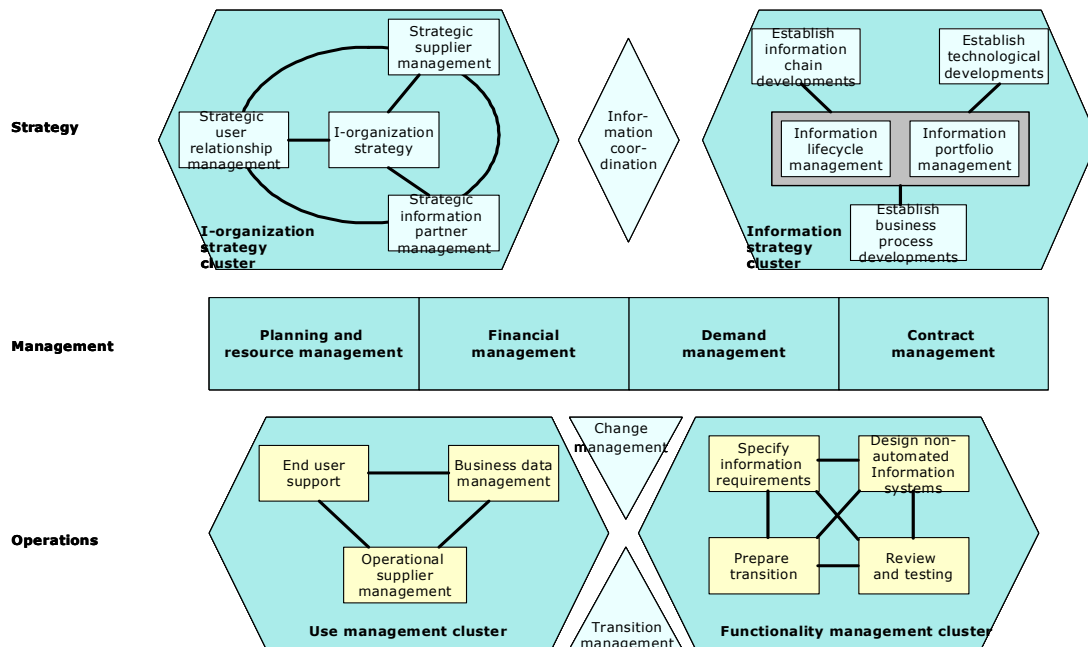 Strategy
Strategic
supplier
management
Strategic
user
relationship
management
I-organization
strategy
Strategic
information
partner
management
I-organization
strategy
cluster
Infor-
mation
coor-
dination
Establish
information
chain
developments
Establish
technological
developments
Information
lifecycle
management
Information
portfolio
management
Establish
business
process
developments
Information
strategy
cluster
Management
Planning and
resource management
Financial
management
Demand
management
Contract
management
Operations
End user
support
Business data
management
Operational
supplier
management
Use management cluster
Change
management
Transition
management
Specify
information
requirements
Design non-
automated
Information
systems
Prepare
transition
Review
and testing
Functionality management cluster